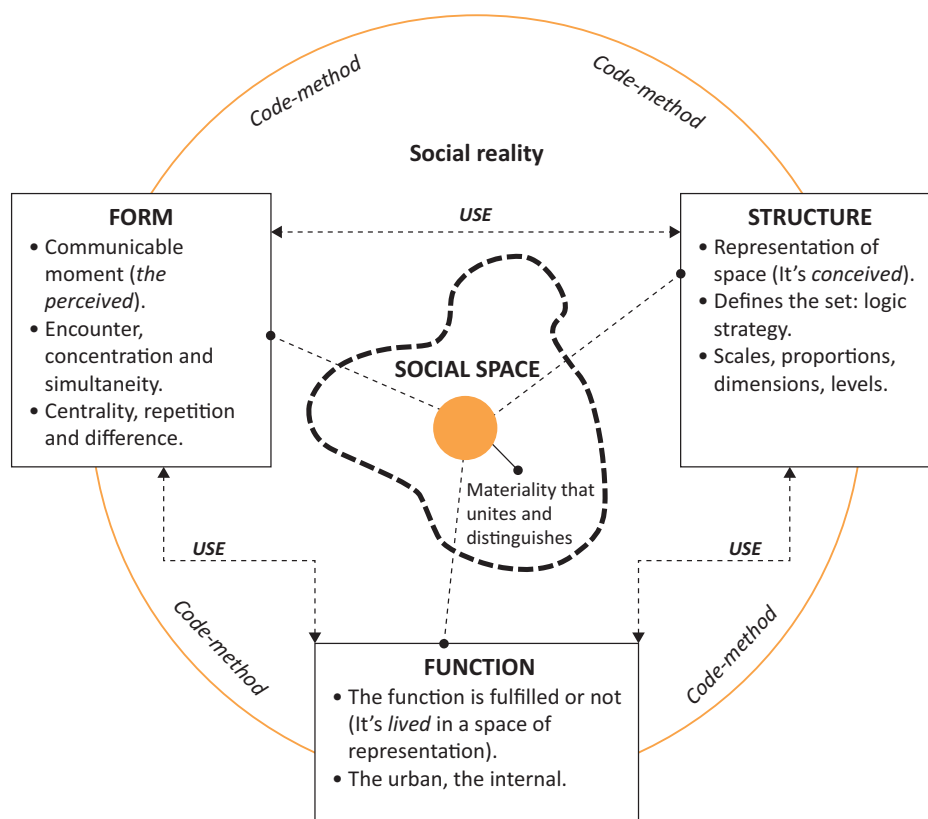 Code-method
Code-method
Social reality
FORM
• Communicable
moment (the
perceived).
• Encounter,
concentration and
simultaneity.
• Centrality, repetition
and difference.
USE
STRUCTURE
• Representation of
space (It's conceived).
• Defines the set: logic
strategy.
• Scales, proportions,
dimensions, levels.
SOCIAL SPACE
Materiality that
unites and
distinguishes
USE
USE
Code-method
Code-method
FUNCTION
• The function is fulfilled or not
(It's lived in a space of
representation).
• The urban, the internal.